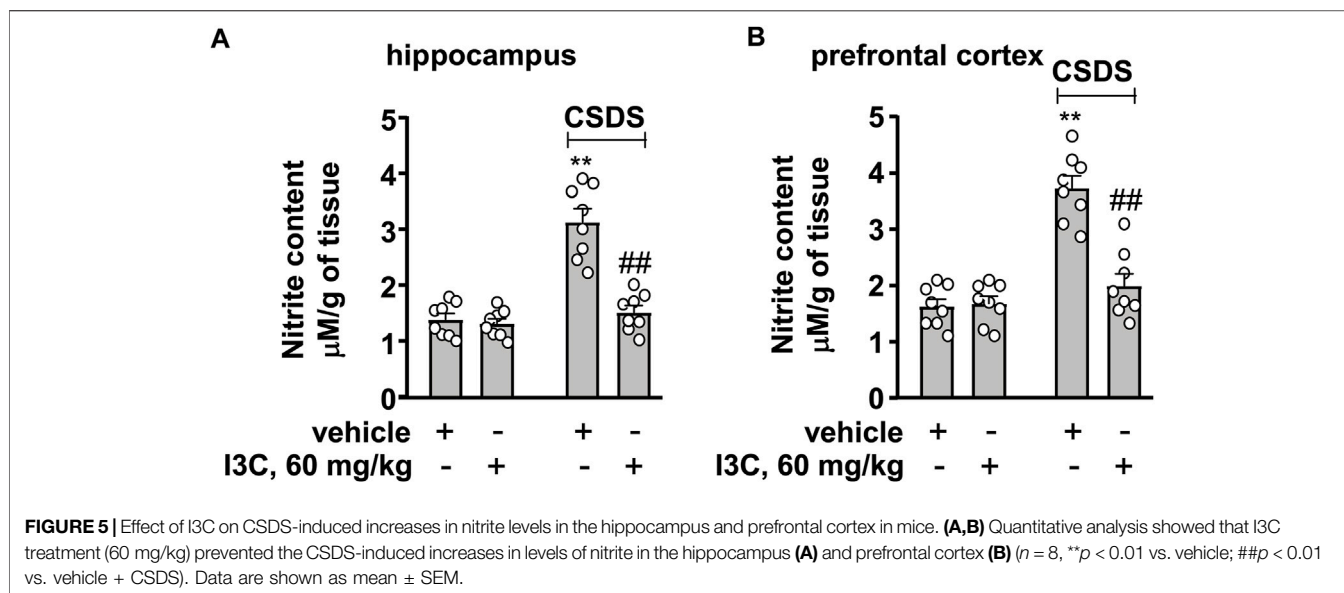 A
hippocampus
CSDS
**
##
5
4
3
2
1
0
Nitrite content
μM/g of tissue
vehicle + - + -
I3C, 60 mg/kg - + - +
B
prefrontal cortex
CSDS
**
##
5
4
3
2
1
0
Nitrite content
μM/g of tissue
vehicle + - + -
I3C, 60 mg/kg - + - +
FIGURE 5 | Effect of I3C on CSDS-induced increases in nitrite levels in the hippocampus and prefrontal cortex in mice. (A,B) Quantitative analysis showed that I3C
treatment (60 mg/kg) prevented the CSDS-induced increases in levels of nitrite in the hippocampus (A) and prefrontal cortex (B) (n = 8, **p < 0.01 vs. vehicle; ##p < 0.01
vs. vehicle + CSDS). Data are shown as mean ± SEM.